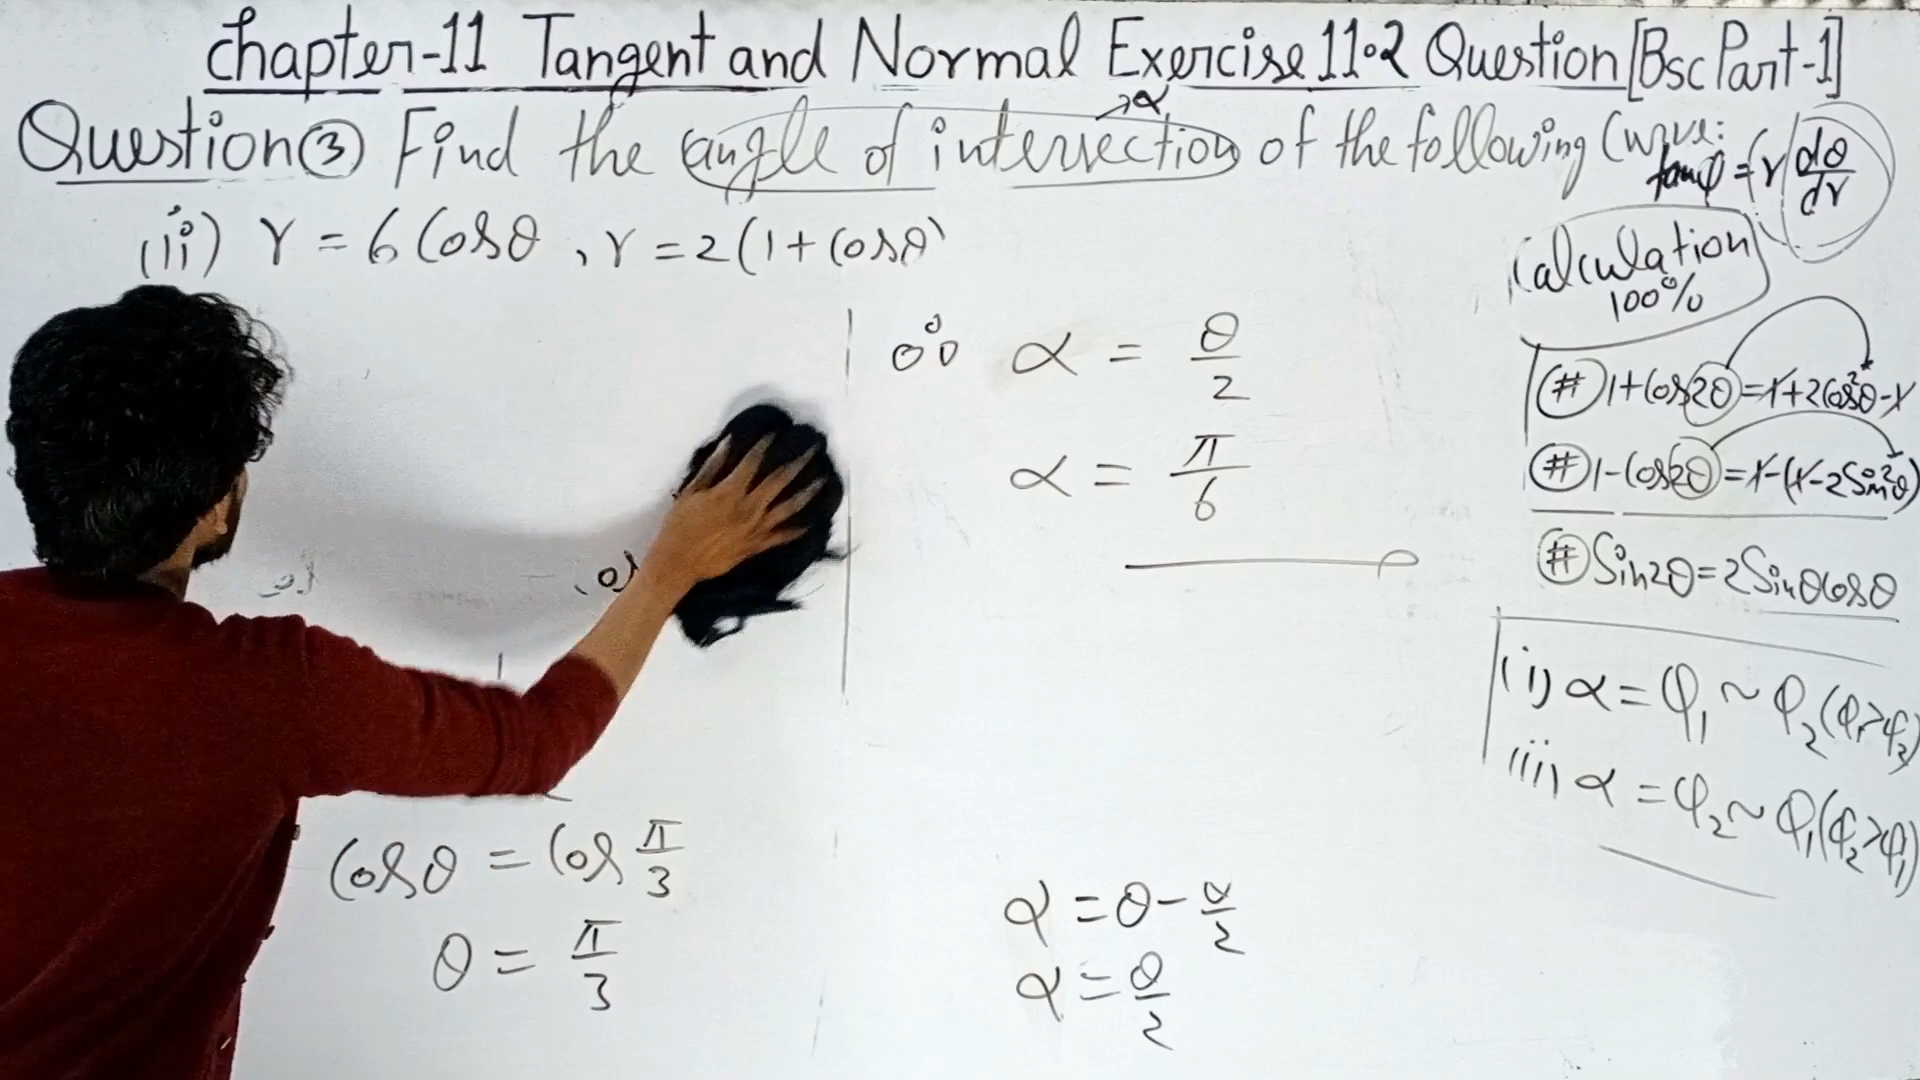 Chapter-11 Tangent and Normal Exercise 11.2 Question [Bsc Part-1]
Question ③ Find the angle of intersection of the following Curve:
→α
tanφ = r dθ/dr
(ii) r = 6 Cosθ , r = 2(1+Cosθ)
Calculation
100%
∴ α = θ/2
α = π/6
# 1+Cos2θ = 1+2Cos²θ-1
# 1-Cos2θ = 1-(1-2Sin²θ)
# Sin2θ = 2SinθCosθ
(i) α = φ₁ ~ φ₂ (φ₁>φ₂)
(ii) α = φ₂ ~ φ₁ (φ₂>φ₁)
Cosθ = Cos π/3
θ = π/3
α = θ - θ/2
α = θ/2